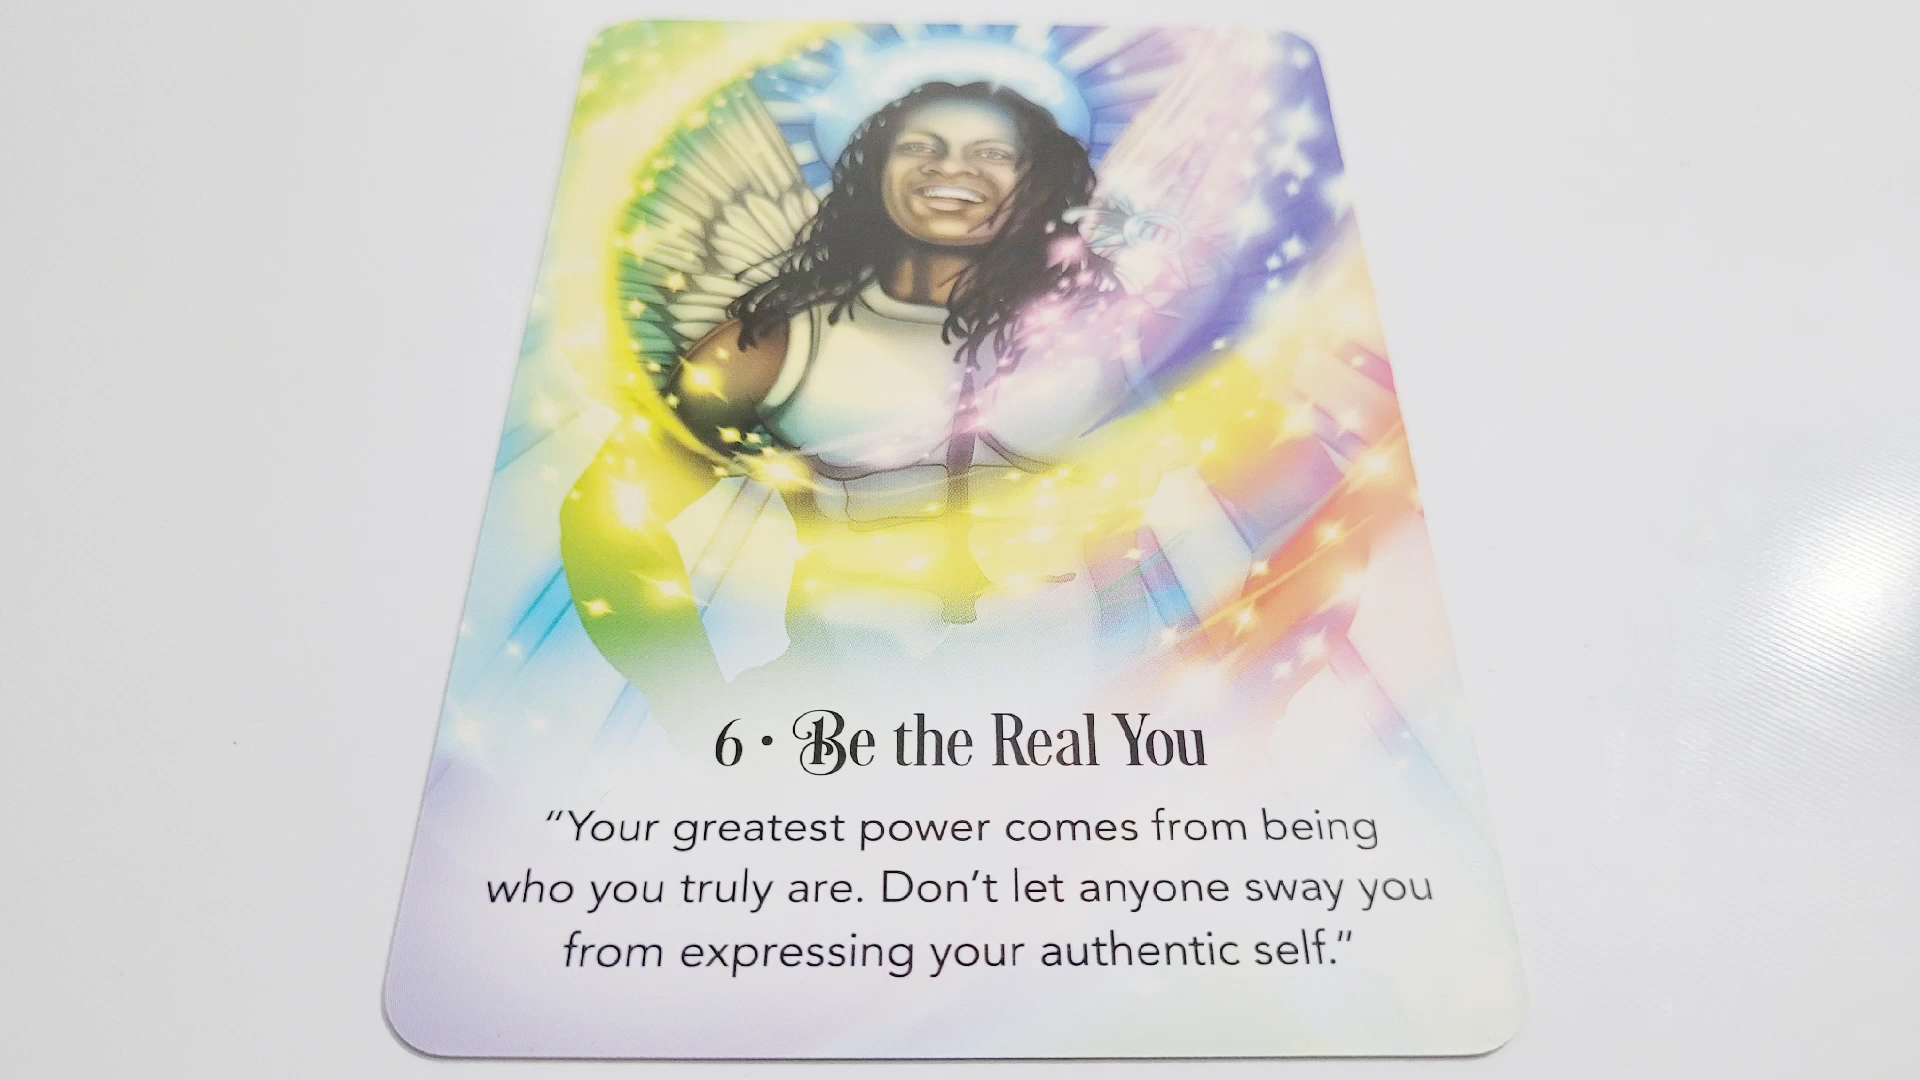 6 • Be the Real You
“Your greatest power comes from being
who you truly are. Don’t let anyone sway you
from expressing your authentic self.”